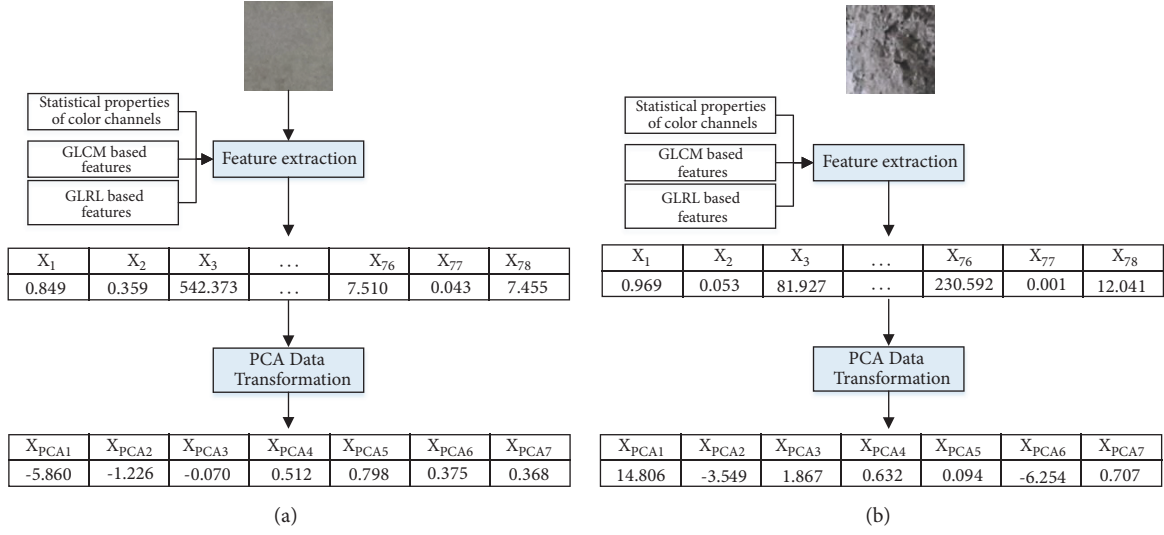 Statistical properties
of color channels
GLCM based
features
GLRL based
features
Feature extraction
X1 X2 X3 ... X76 X77 X78
0.849 0.359 542.373 ... 7.510 0.043 7.455
PCA Data
Transformation
XPCA1 XPCA2 XPCA3 XPCA4 XPCA5 XPCA6 XPCA7
-5.860 -1.226 -0.070 0.512 0.798 0.375 0.368
(a)
Statistical properties
of color channels
GLCM based
features
GLRL based
features
Feature extraction
X1 X2 X3 ... X76 X77 X78
0.969 0.053 81.927 ... 230.592 0.001 12.041
PCA Data
Transformation
XPCA1 XPCA2 XPCA3 XPCA4 XPCA5 XPCA6 XPCA7
14.806 -3.549 1.867 0.632 0.094 -6.254 0.707
(b)